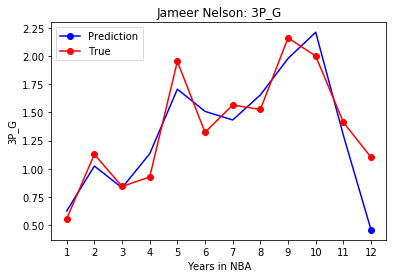 Jameer Nelson: 3P_G
Prediction
True
3P_G
2.25
2.00
1.75
1.50
1.25
1.00
0.75
0.50
1 2 3 4 5 6 7 8 9 10 11 12
Years in NBA